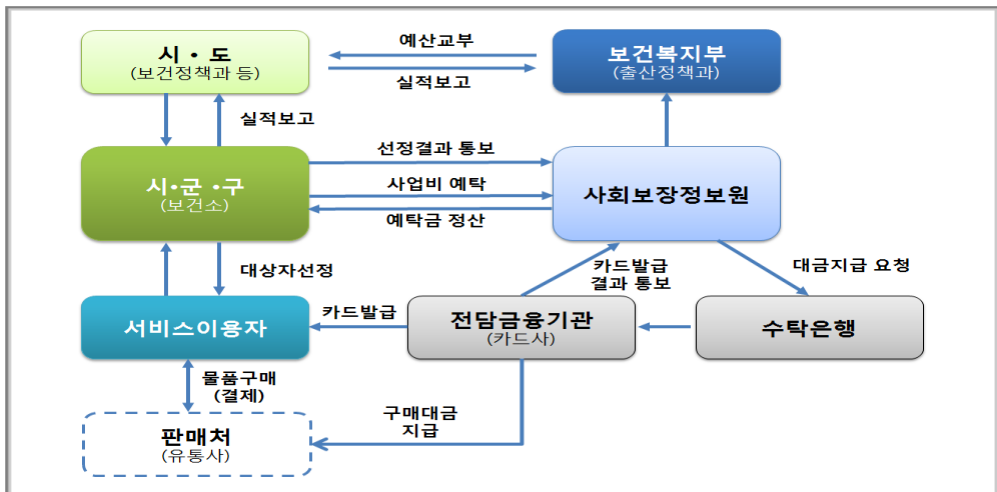 시・도
(보건정책과 등)
예산교부
실적보고
보건복지부
(출산정책과)
실적보고
시・군・구
(보건소)
선정결과 통보
사업비 예탁
예탁금 정산
사회보장정보원
대상자선정
카드발급
결과 통보
대금지급 요청
서비스이용자
카드발급
전담금융기관
(카드사)
수탁은행
물품구매
(결제)
구매대금
지급
판매처
(유통사)